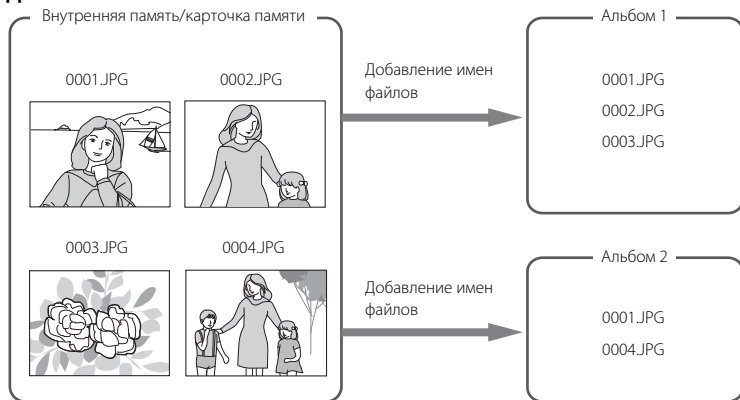 Внутренняя память/карточка памяти
0001.JPG
0002.JPG
0003.JPG
0004.JPG
Добавление имен
файлов
Альбом 1
0001.JPG
0002.JPG
0003.JPG
Добавление имен
файлов
Альбом 2
0001.JPG
0004.JPG